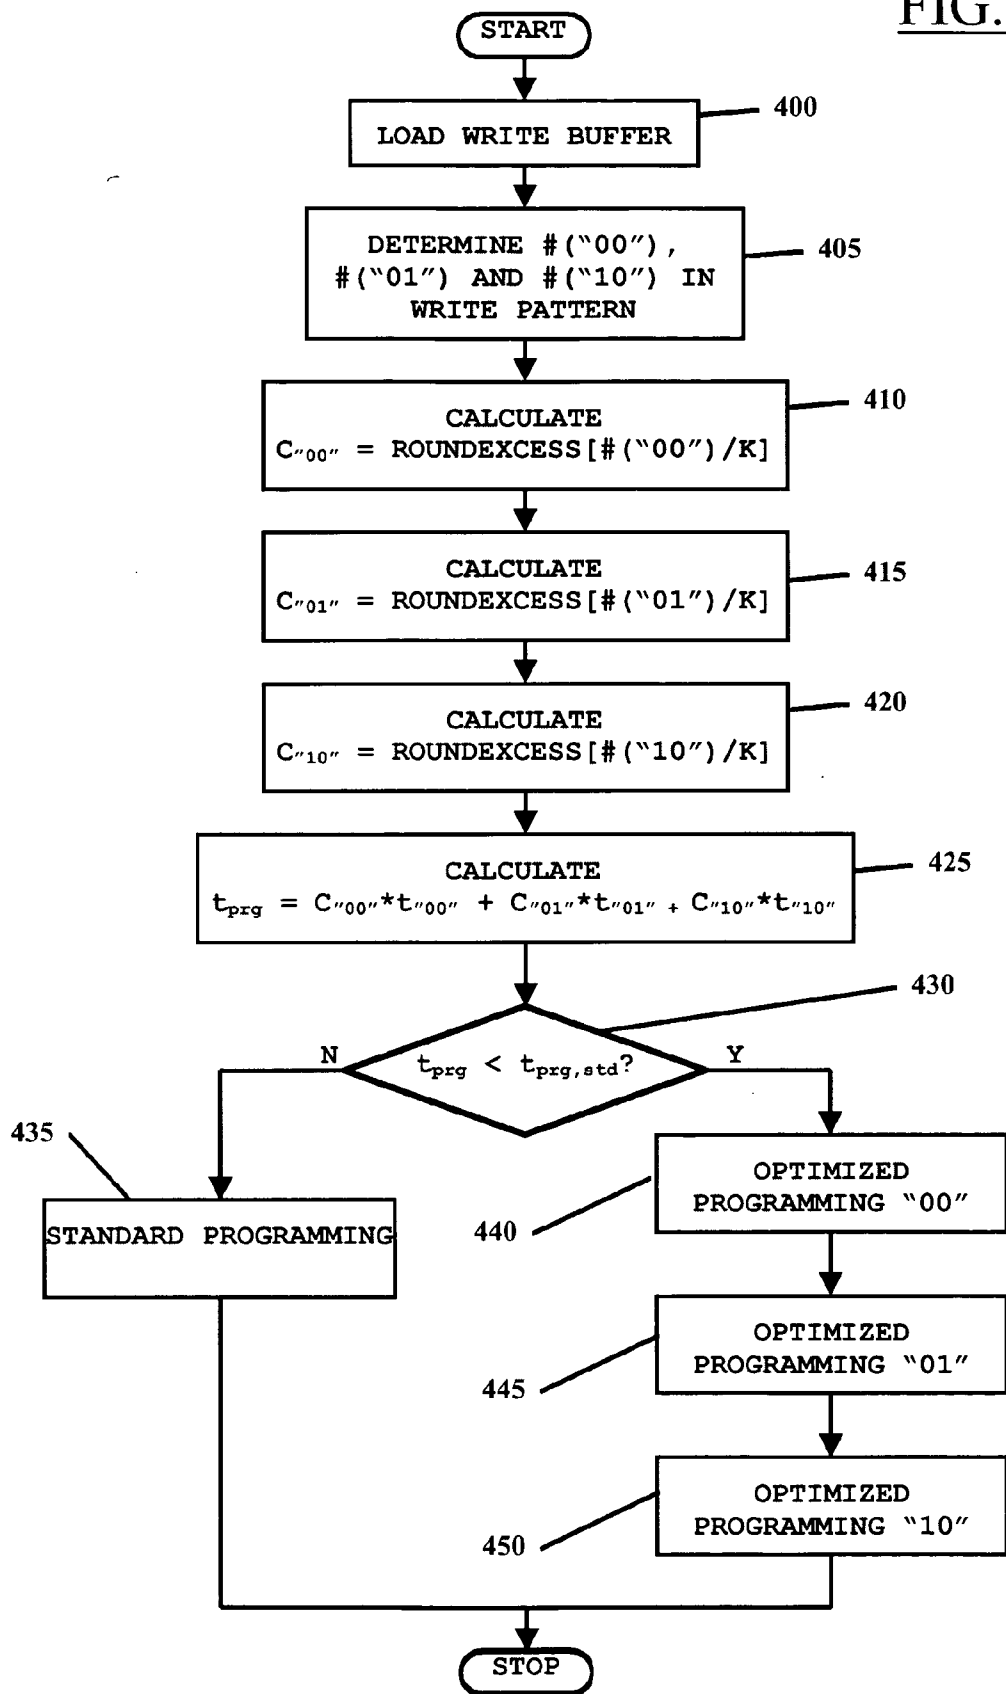 FIG.
START
400
LOAD WRITE BUFFER
405
DETERMINE #("00"),
#("01") AND #("10") IN
WRITE PATTERN
410
CALCULATE
C"00" = ROUNDEXCESS[#("00")/K]
415
CALCULATE
C"01" = ROUNDEXCESS[#("01")/K]
420
CALCULATE
C"10" = ROUNDEXCESS[#("10")/K]
425
CALCULATE
tprg = C"00"*t"00" + C"01"*t"01" + C"10"*t"10"
430
N
tprg < tprg,std?
Y
435
STANDARD PROGRAMMING
OPTIMIZED
PROGRAMMING "00"
440
OPTIMIZED
PROGRAMMING "01"
445
OPTIMIZED
PROGRAMMING "10"
450
STOP